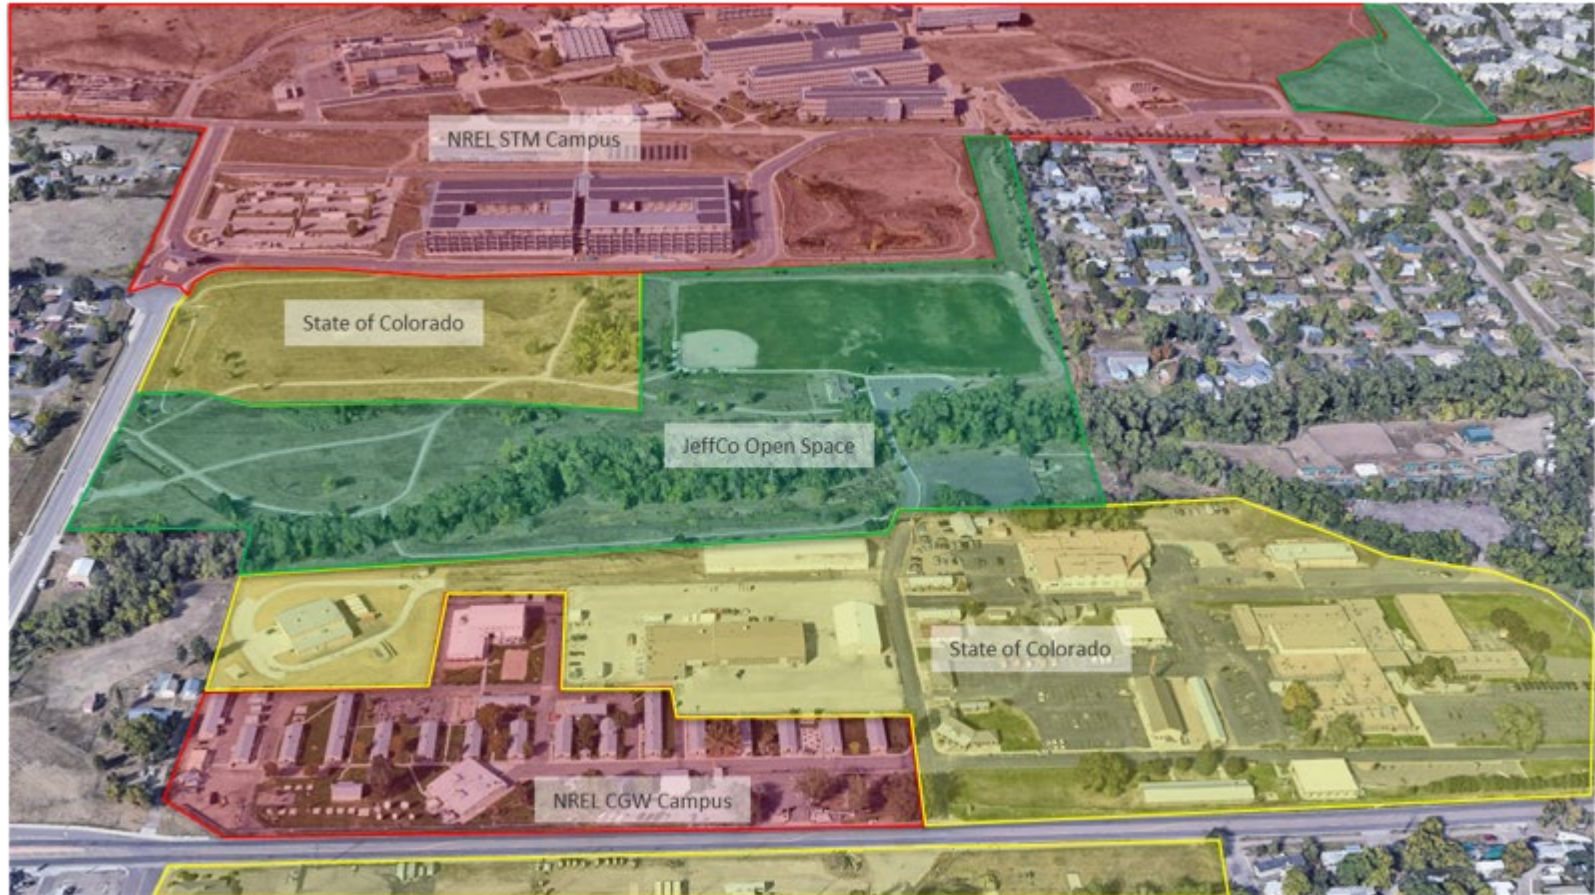 NREL STM Campus
State of Colorado
JeffCo Open Space
State of Colorado
NREL CGW Campus